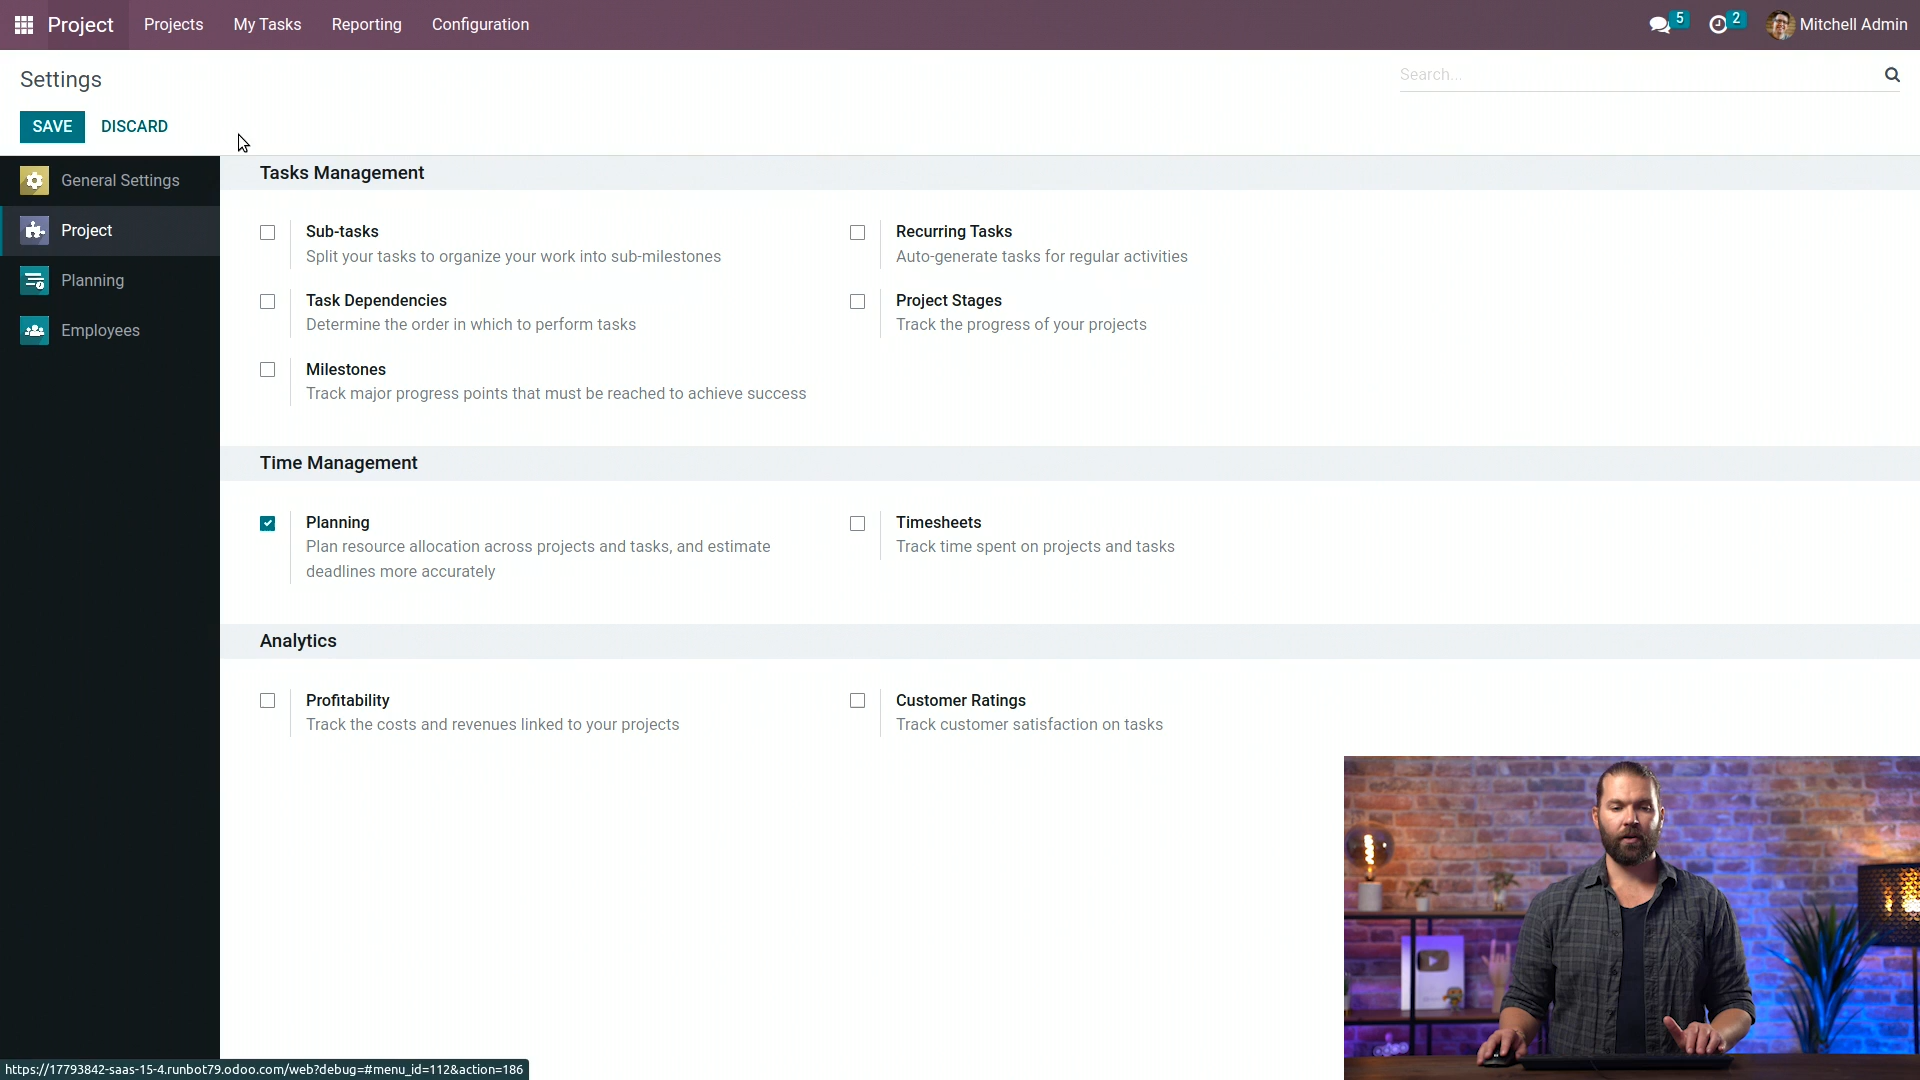 Project
Projects
My Tasks
Reporting
Configuration
5
2
Mitchell Admin
Settings
Search...
SAVE
DISCARD
General Settings
Project
Planning
Employees
Tasks Management
Sub-tasks
Split your tasks to organize your work into sub-milestones
Recurring Tasks
Auto-generate tasks for regular activities
Task Dependencies
Determine the order in which to perform tasks
Project Stages
Track the progress of your projects
Milestones
Track major progress points that must be reached to achieve success
Time Management
Planning
Plan resource allocation across projects and tasks, and estimate
deadlines more accurately
Timesheets
Track time spent on projects and tasks
Analytics
Profitability
Track the costs and revenues linked to your projects
Customer Ratings
Track customer satisfaction on tasks
https://17793842-saas-15-4.runbot79.odoo.com/web?debug=#menu_id=112&action=186